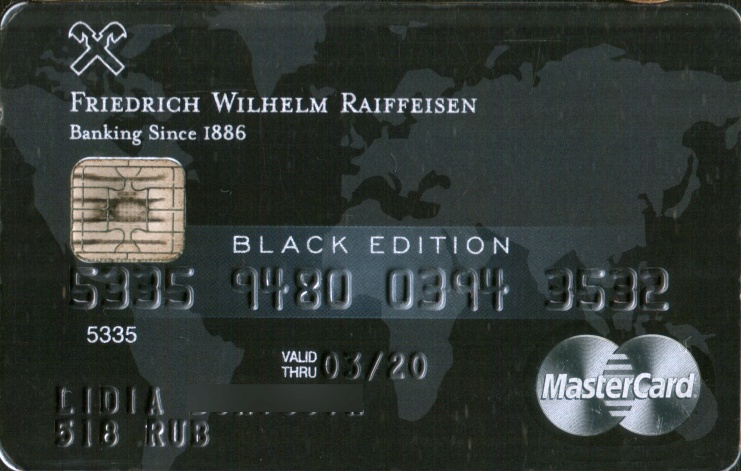 FRIEDRICH WILHELM RAIFFEISEN
Banking Since 1886
BLACK EDITION
5335 9480 0394 3532
5335
VALID THRU 03/20
LIDIA
518 RUB
MasterCard